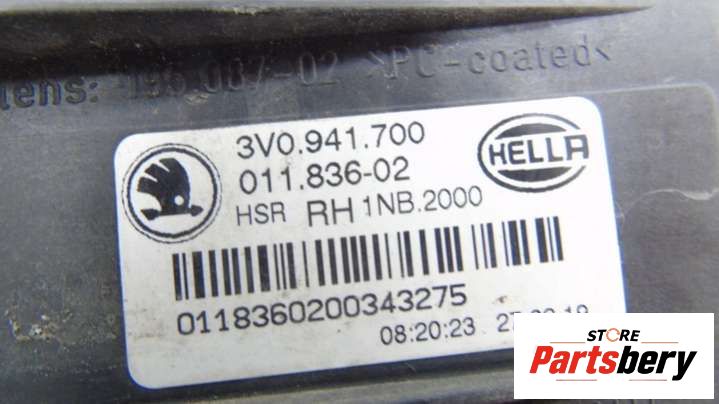 lens: >PC-coated<
3V0.941.700
011.836-02
HELLA
HSR RH 1NB.2000
0118360200343275
08:20:23
STORE
Partsbery